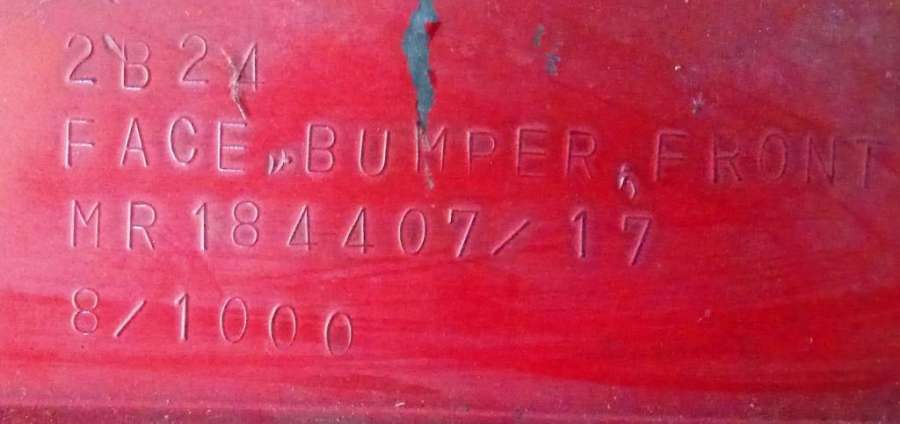 2B24
FACE, BUMPER, FRONT
MR184407/17
8/1000